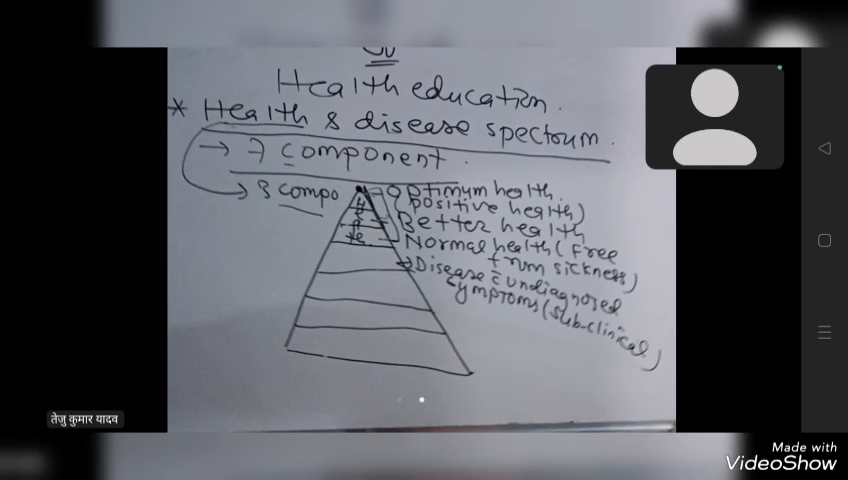 Health education.
* Health & disease spectrum.
→ 7 component.
→ 3 compo
Optimum health.
(positive health)
Better health
Normal health (Free
from sickness)
→ Disease c̄ undiagnosed
symptoms (sub-clinical)
तेजु कुमार यादव
Made with
VideoShow